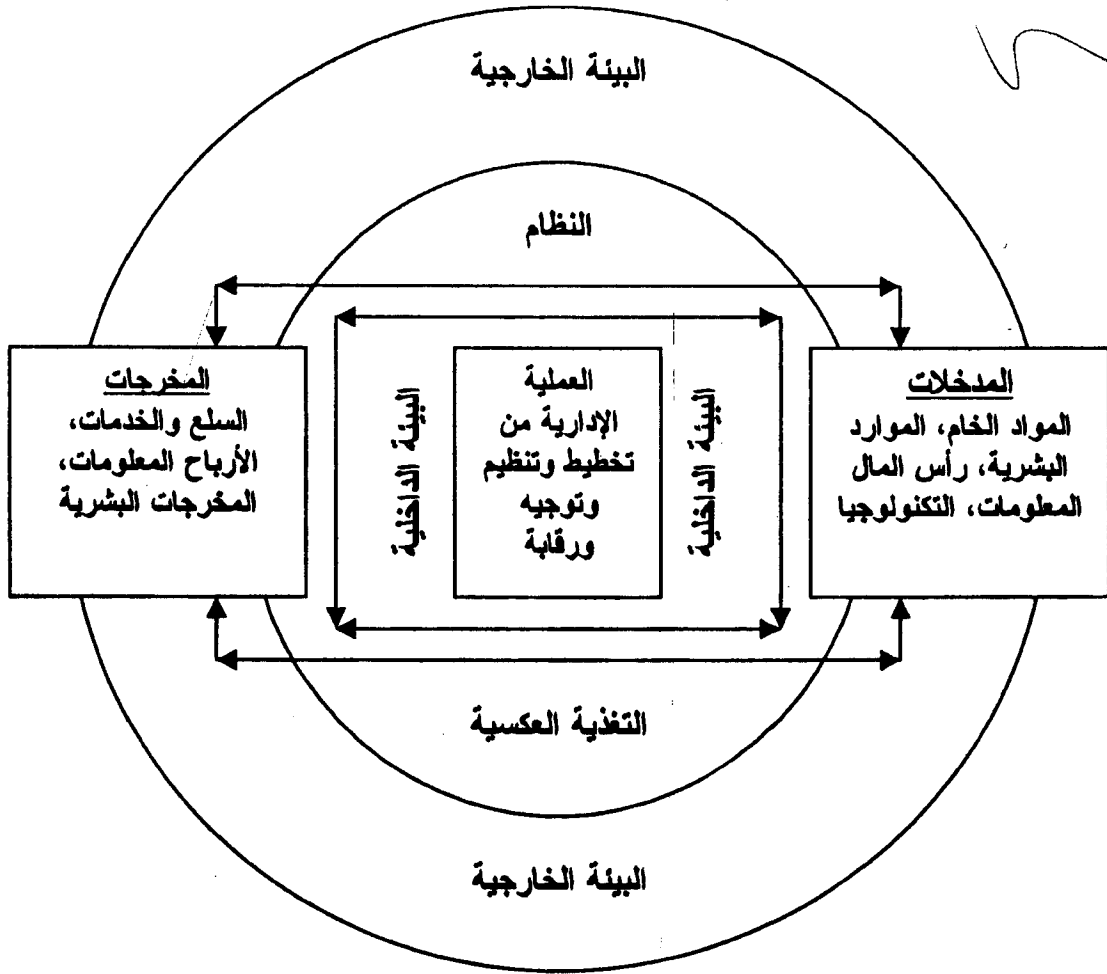 البيئة الخارجية
النظام
المدخلات
المواد الخام، الموارد
البشرية، رأس المال
المعلومات، التكنولوجيا
البيئة الداخلية
العملية
الإدارية من
تخطيط وتنظيم
وتوجيه
ورقابة
البيئة الداخلية
المخرجات
السلع والخدمات،
الأرباح المعلومات،
المخرجات البشرية
التغذية العكسية
البيئة الخارجية